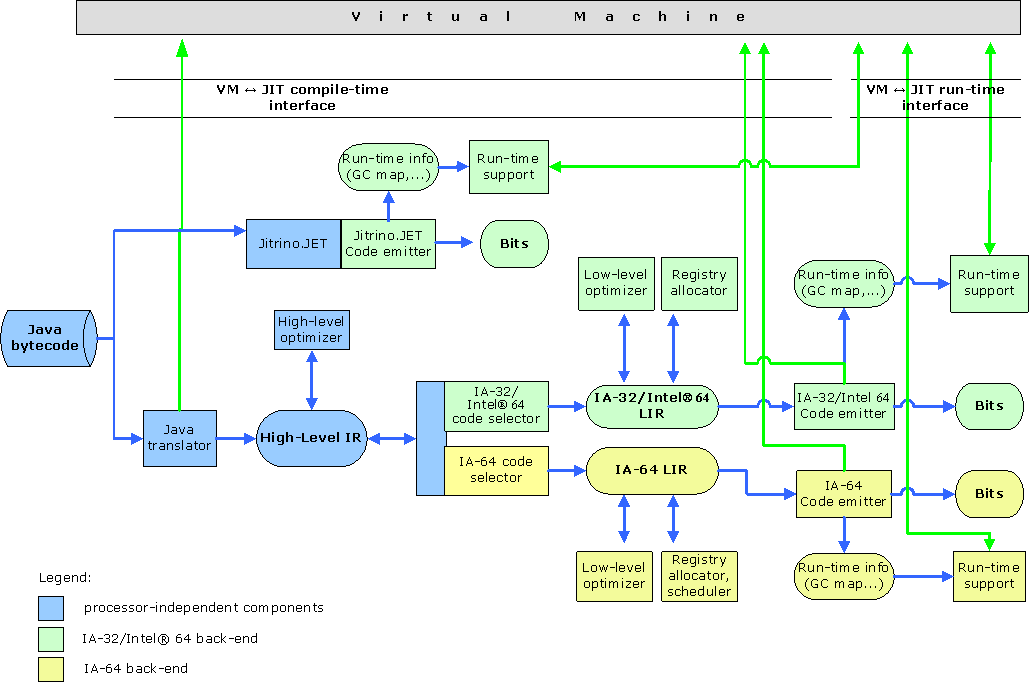 Virtual Machine
VM ↔ JIT compile-time
interface
VM ↔ JIT run-time
interface
Run-time info
(GC map,...)
Run-time
support
Jitrino.JET
Jitrino.JET
Code emitter
Bits
Low-level
optimizer
Registry
allocator
Run-time info
(GC map,...)
Run-time
support
Java
bytecode
High-level
optimizer
IA-32/
Intel® 64
code selector
IA-32/Intel®64
LIR
IA-32/Intel 64
Code emitter
Bits
Java
translator
High-Level IR
IA-64 code
selector
IA-64 LIR
IA-64
Code emitter
Bits
Low-level
optimizer
Registry
allocator,
scheduler
Run-time info
(GC map...)
Run-time
support
Legend:
processor-independent components
IA-32/Intel® 64 back-end
IA-64 back-end